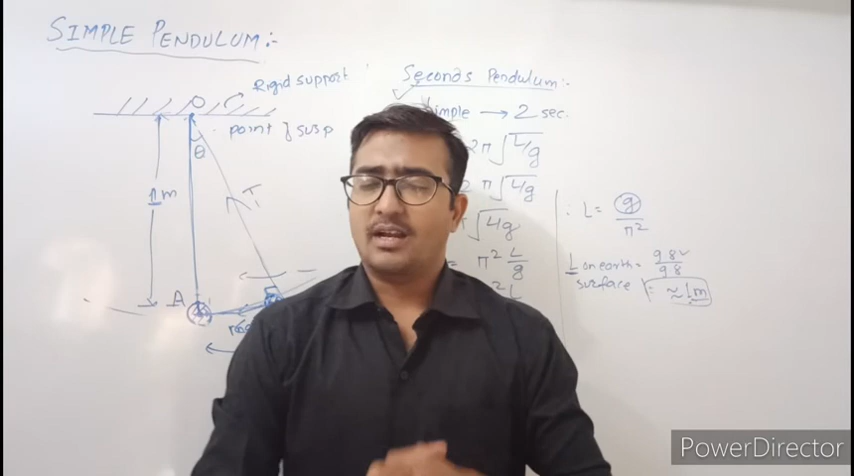 SIMPLE PENDULUM:-
Rigid support
O
point of susp
θ
1m
T
A
Seconds Pendulum:-
imple → 2 sec.
2π√L/g
2π√L/g
√L/g
= π² L/g
² L
∴ L = g/π²
L on earth = 9.8/9.8
surface ≈ 1m
PowerDirector